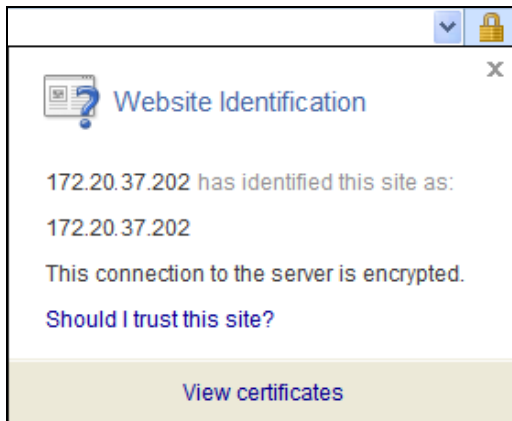 x
Website Identification
172.20.37.202 has identified this site as:
172.20.37.202
This connection to the server is encrypted.
Should I trust this site?
View certificates